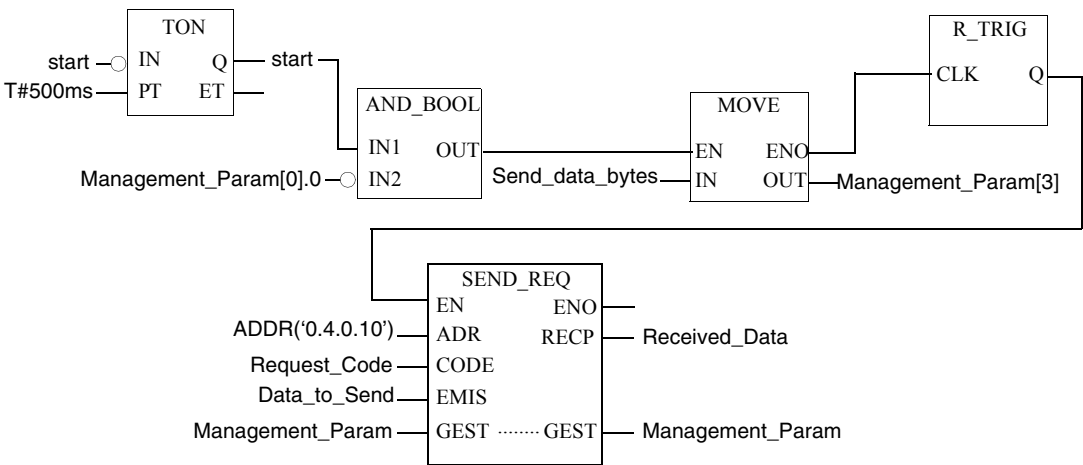 TON
start IN Q start
T#500ms PT ET
AND_BOOL
IN1 OUT
Management_Param[0].0 IN2
MOVE
EN ENO
Send_data_bytes IN OUT Management_Param[3]
R_TRIG
CLK Q
SEND_REQ
EN ENO
ADDR(‘0.4.0.10’) ADR RECP Received_Data
Request_Code CODE
Data_to_Send EMIS
Management_Param GEST ........ GEST Management_Param